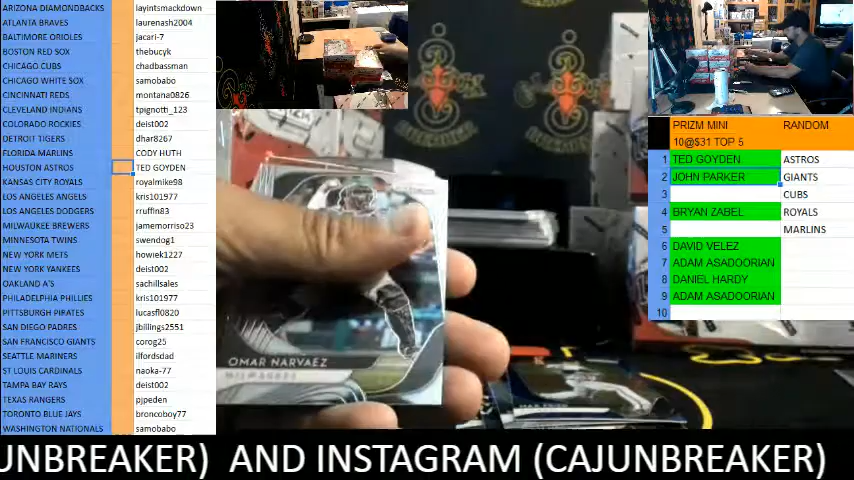 ARIZONA DIAMONDBACKS layintsmackdown
ATLANTA BRAVES laurenash2004
BALTIMORE ORIOLES jacari-7
BOSTON RED SOX thebucyk
CHICAGO CUBS chadbassman
CHICAGO WHITE SOX samobabo
CINCINNATI REDS montana0826
CLEVELAND INDIANS tpignotti_123
COLORADO ROCKIES deist002
DETROIT TIGERS dhar8267
FLORIDA MARLINS CODY HUTH
HOUSTON ASTROS TED GOYDEN
KANSAS CITY ROYALS royalmike98
LOS ANGELES ANGELS kris101977
LOS ANGELES DODGERS rruffin83
MILWAUKEE BREWERS jamemorriso23
MINNESOTA TWINS swendog1
NEW YORK METS howiek1227
NEW YORK YANKEES deist002
OAKLAND A'S sachillsales
PHILADELPHIA PHILLIES kris101977
PITTSBURGH PIRATES lucasfl0820
SAN DIEGO PADRES jbillings2551
SAN FRANCISCO GIANTS corog25
SEATTLE MARINERS ilfordsdad
ST LOUIS CARDINALS naoka-77
TAMPA BAY RAYS deist002
TEXAS RANGERS pjpeden
TORONTO BLUE JAYS broncoboy77
WASHINGTON NATIONALS samobabo
OMAR NARVAEZ
MILWAUKEE
PRIZM MINI RANDOM
10@$31 TOP 5
1 TED GOYDEN ASTROS
2 JOHN PARKER GIANTS
3 CUBS
4 BRYAN ZABEL ROYALS
5 MARLINS
6 DAVID VELEZ
7 ADAM ASADOORIAN
8 DANIEL HARDY
9 ADAM ASADOORIAN
10
UNBREAKER) AND INSTAGRAM (CAJUNBREAKER)